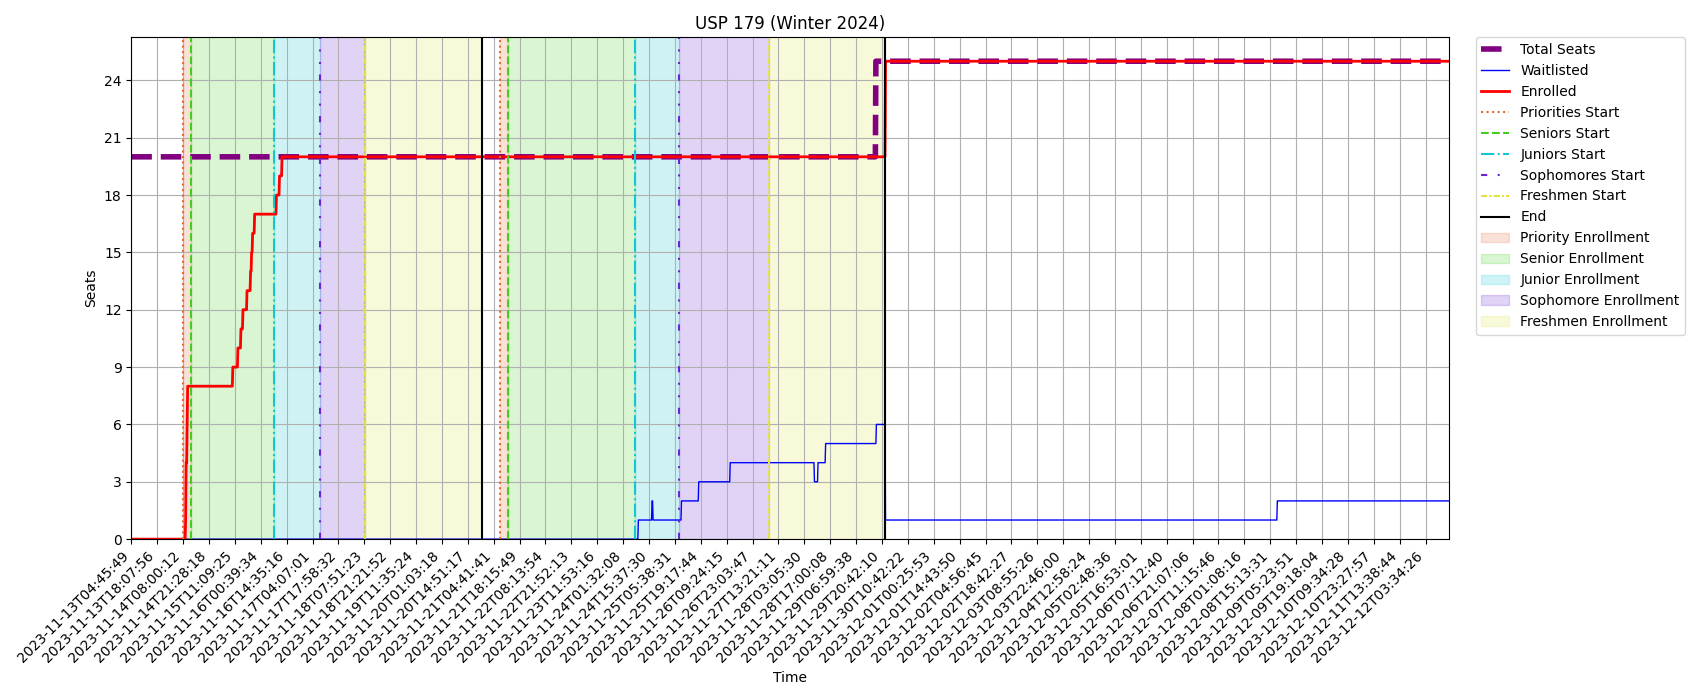 USP 179 (Winter 2024)
Seats
24
21
18
15
12
9
6
3
0
2023-11-13T04:45:49
2023-11-13T18:07:56
2023-11-14T08:00:12
2023-11-14T21:28:18
2023-11-15T11:09:25
2023-11-16T00:39:34
2023-11-16T14:35:16
2023-11-17T04:07:01
2023-11-17T17:58:32
2023-11-18T07:51:23
2023-11-18T21:21:52
2023-11-19T11:35:24
2023-11-20T01:03:18
2023-11-20T14:51:17
2023-11-21T04:41:41
2023-11-21T18:15:49
2023-11-22T08:13:54
2023-11-22T21:52:13
2023-11-23T11:53:16
2023-11-24T01:32:08
2023-11-24T15:37:30
2023-11-25T05:38:31
2023-11-25T19:17:44
2023-11-26T09:24:15
2023-11-26T23:03:47
2023-11-27T13:21:11
2023-11-28T03:05:30
2023-11-28T17:00:08
2023-11-29T06:59:38
2023-11-29T20:42:10
2023-11-30T10:42:22
2023-12-01T00:25:53
2023-12-01T14:43:50
2023-12-02T04:56:45
2023-12-02T18:42:27
2023-12-03T08:55:26
2023-12-03T22:46:00
2023-12-04T12:58:24
2023-12-05T02:48:36
2023-12-05T16:53:01
2023-12-06T07:12:40
2023-12-06T21:07:06
2023-12-07T11:15:46
2023-12-08T01:08:16
2023-12-08T15:13:31
2023-12-09T05:23:51
2023-12-09T19:18:04
2023-12-10T09:34:28
2023-12-10T23:27:57
2023-12-11T13:38:44
2023-12-12T03:34:26
Time
Total Seats
Waitlisted
Enrolled
Priorities Start
Seniors Start
Juniors Start
Sophomores Start
Freshmen Start
End
Priority Enrollment
Senior Enrollment
Junior Enrollment
Sophomore Enrollment
Freshmen Enrollment